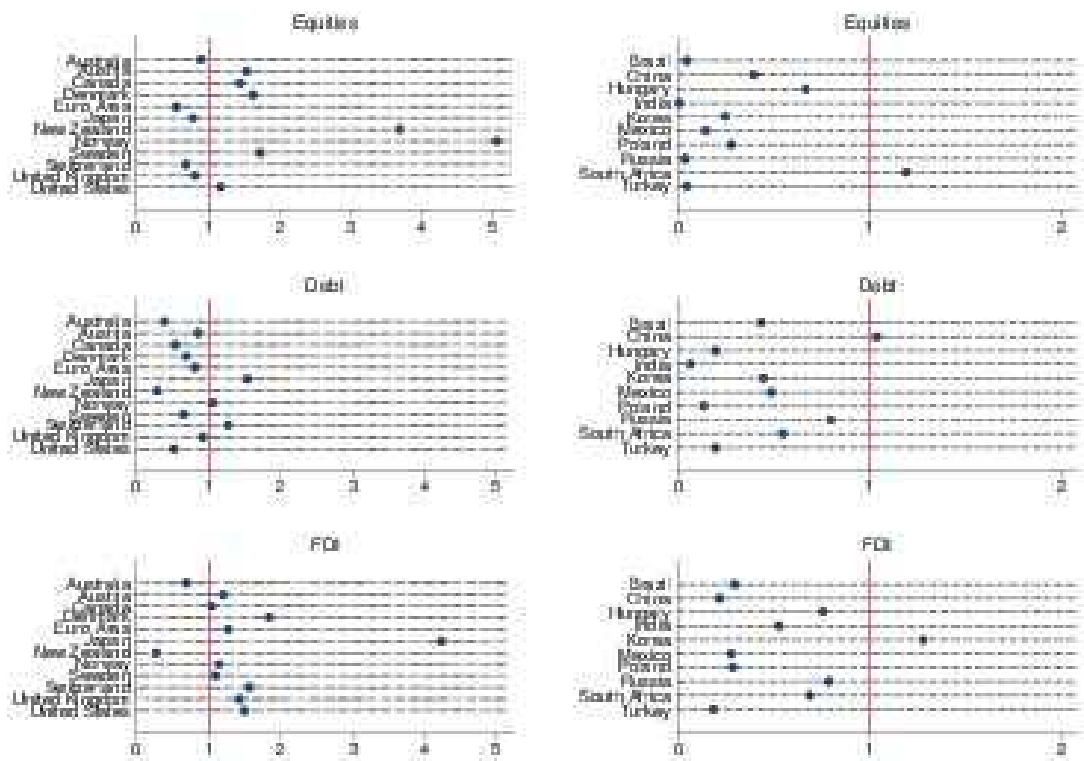 Equities
Australia
Austria
Canada
Denmark
Euro Area
Japan
New Zealand
Norway
Sweden
Switzerland
United Kingdom
United States
0 1 2 3 4 5
Equities
Brazil
China
Hungary
India
Korea
Mexico
Poland
Russia
South Africa
Turkey
0 1 2
Debt
Australia
Austria
Canada
Denmark
Euro Area
Japan
New Zealand
Norway
Sweden
Switzerland
United Kingdom
United States
0 1 2 3 4 5
Debt
Brazil
China
Hungary
India
Korea
Mexico
Poland
Russia
South Africa
Turkey
0 1 2
FDI
Australia
Austria
Canada
Denmark
Euro Area
Japan
New Zealand
Norway
Sweden
Switzerland
United Kingdom
United States
0 1 2 3 4 5
FDI
Brazil
China
Hungary
India
Korea
Mexico
Poland
Russia
South Africa
Turkey
0 1 2